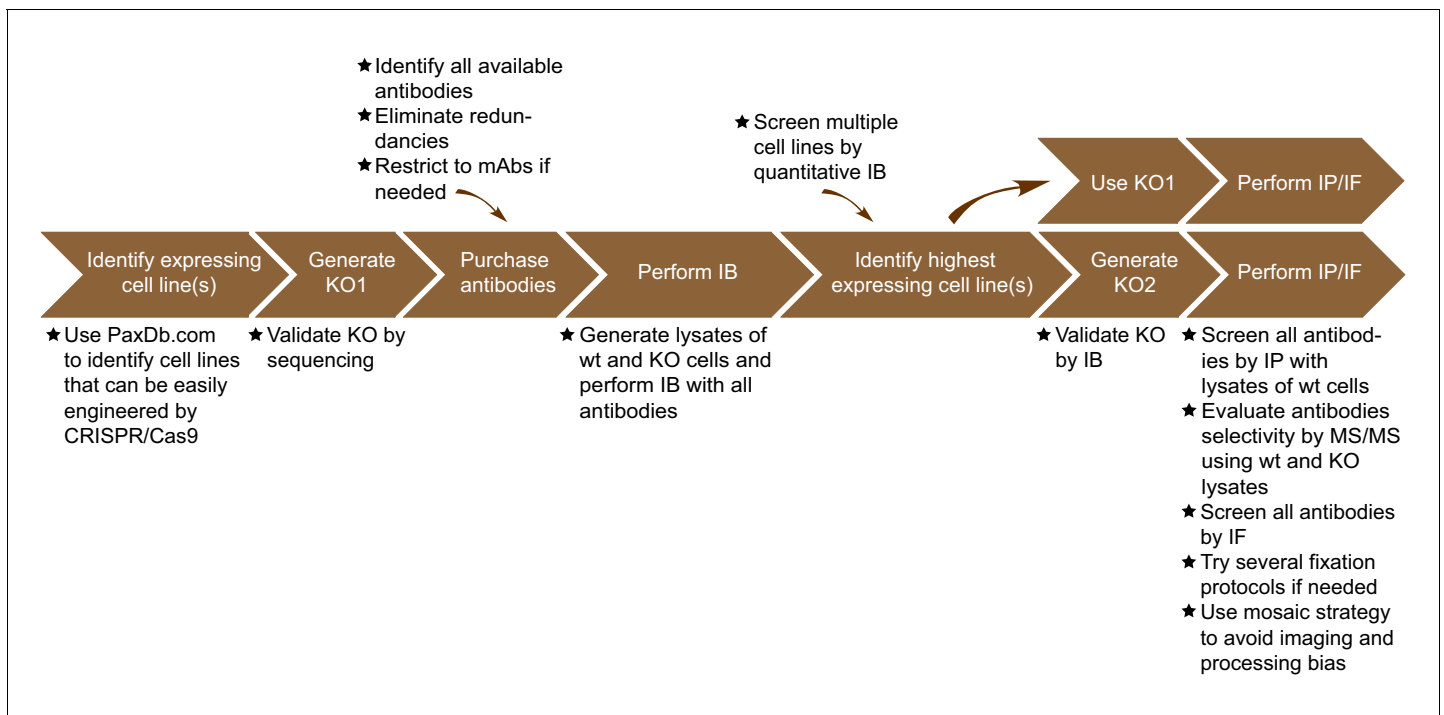 ★Identify all available
antibodies
★Eliminate redun-
dancies
★Restrict to mAbs if
needed
★Screen multiple
cell lines by
quantitative IB
Use KO1
Perform IP/IF
Identify expressing
cell line(s)
Generate
KO1
Purchase
antibodies
Perform IB
Identify highest
expressing cell line(s)
Generate
KO2
Perform IP/IF
★Use PaxDb.com
to identify cell lines
that can be easily
engineered by
CRISPR/Cas9
★Validate KO by
sequencing
★Generate lysates of
wt and KO cells and
perform IB with all
antibodies
★Validate KO
by IB
★Screen all antibod-
ies by IP with
lysates of wt cells
★Evaluate antibodies
selectivity by MS/MS
using wt and KO
lysates
★Screen all antibodies
by IF
★Try several fixation
protocols if needed
★Use mosaic strategy
to avoid imaging and
processing bias